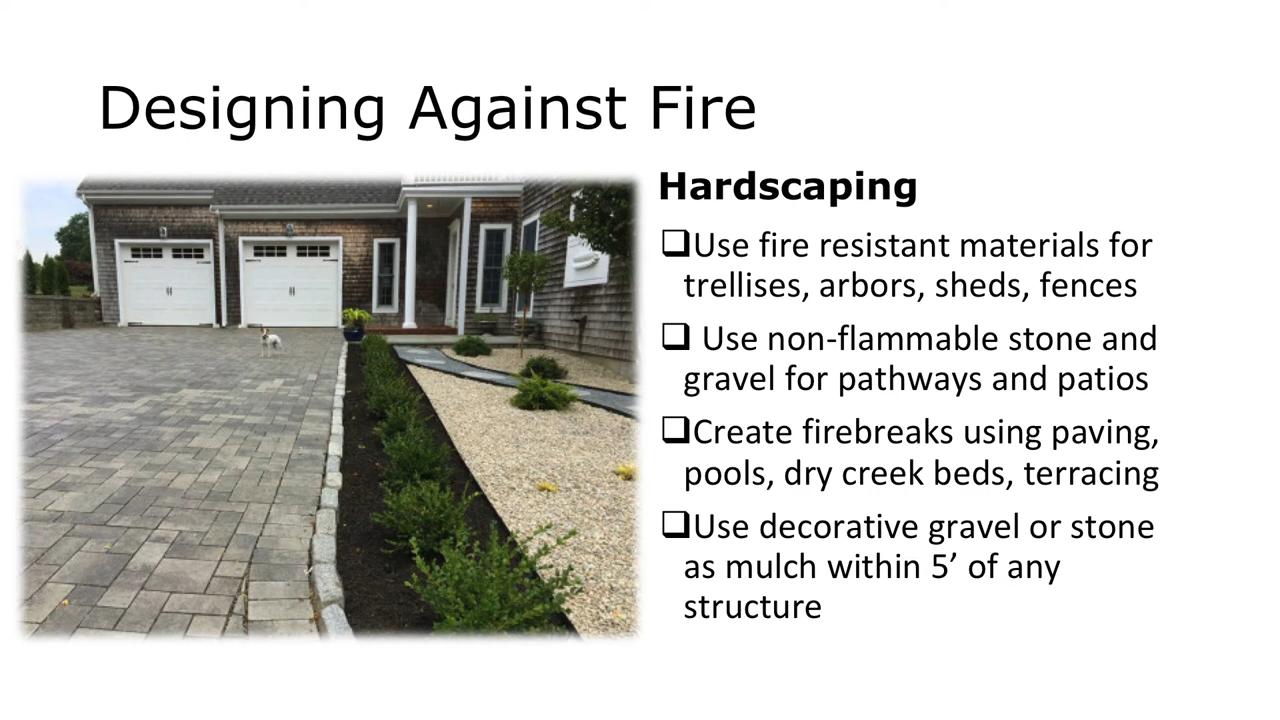 Designing Against Fire
Hardscaping
❑Use fire resistant materials for
trellises, arbors, sheds, fences
❑ Use non-flammable stone and
gravel for pathways and patios
❑Create firebreaks using paving,
pools, dry creek beds, terracing
❑Use decorative gravel or stone
as mulch within 5’ of any
structure